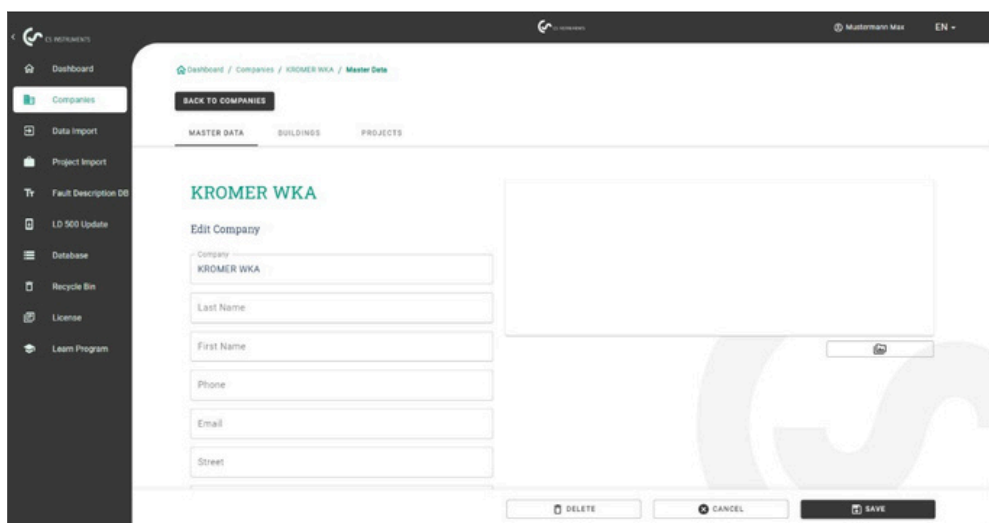 CS INSTRUMENTS
CS INSTRUMENTS
Mustermann Max
EN
Dashboard
Companies
Data Import
Project Import
Fault Description DB
LD 500 Update
Database
Recycle Bin
License
Learn Program
Dashboard / Companies / KROMER WKA / Master Data
BACK TO COMPANIES
MASTER DATA BUILDINGS PROJECTS
KROMER WKA
Edit Company
Company
KROMER WKA
Last Name
First Name
Phone
Email
Street
DELETE CANCEL SAVE